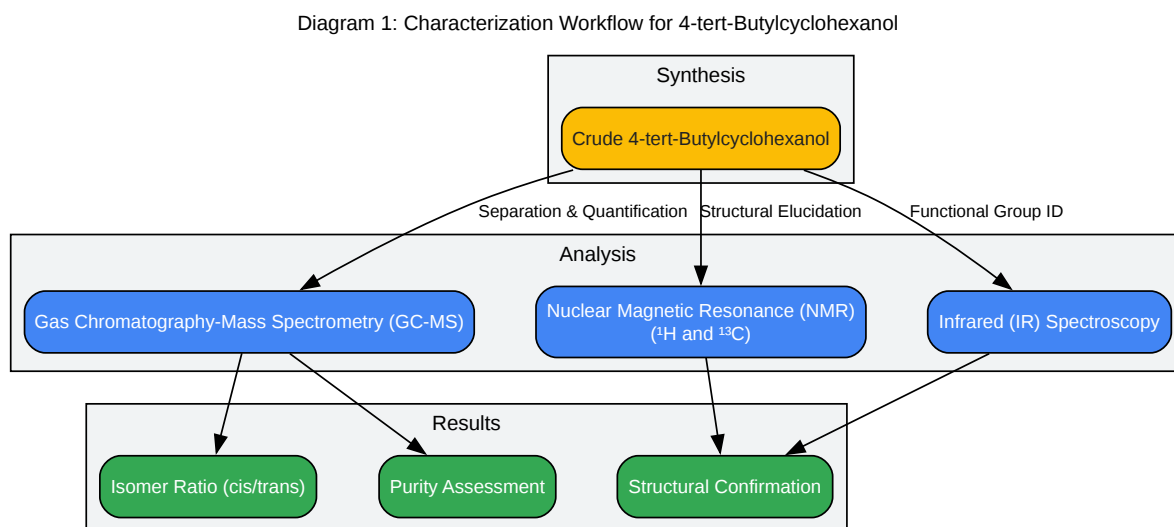 Diagram 1: Characterization Workflow for 4-tert-Butylcyclohexanol
Synthesis
Crude 4-tert-Butylcyclohexanol
Separation & Quantification
Structural Elucidation
Functional Group ID
Analysis
Gas Chromatography-Mass Spectrometry (GC-MS)
Nuclear Magnetic Resonance (NMR)
(¹H and ¹³C)
Infrared (IR) Spectroscopy
Results
Isomer Ratio (cis/trans)
Purity Assessment
Structural Confirmation